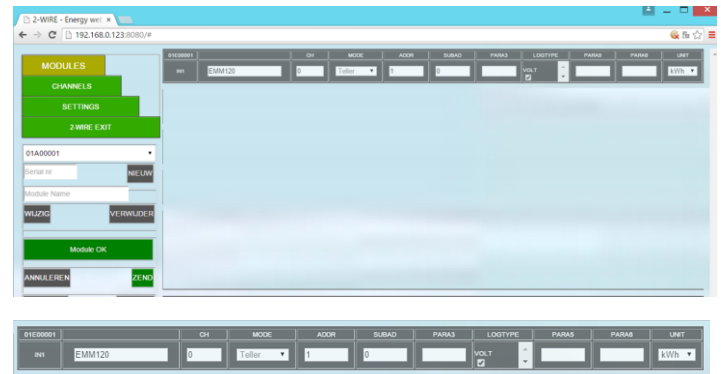 2-WIRE - Energy wet
192.168.0.123:8080/#
MODULES
CHANNELS
SETTINGS
2-WIRE EXIT
01A00001
Serial nr NIEUW
Module Name
WIJZIG VERWIJDER
Module OK
ANNULEREN ZEND
01E00001 CH MODE ADDR SUBAD PARA3 LOGTYPE PARA5 PARA6 UNIT
IN1 EMM120 0 Teller 1 0 VOLT kWh
01E00001 CH MODE ADDR SUBAD PARA3 LOGTYPE PARA5 PARA6 UNIT
IN1 EMM120 0 Teller 1 0 VOLT kWh